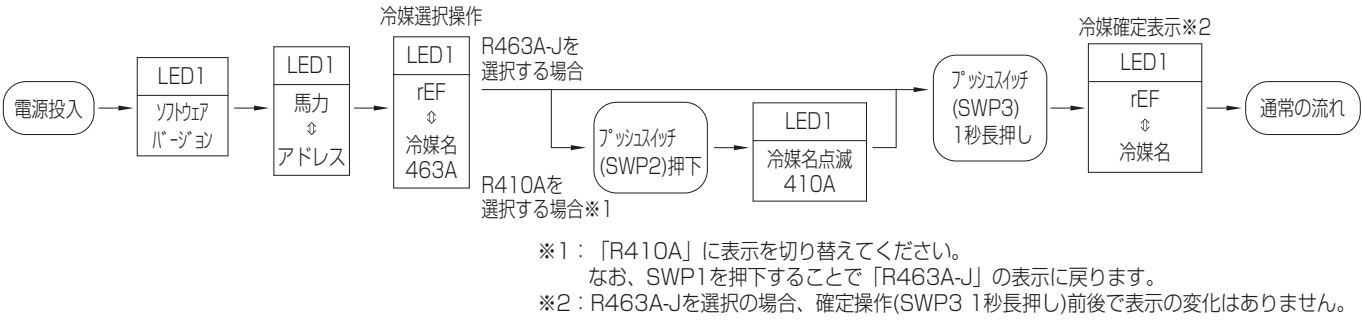 電源投入
LED1
ソフトウェア
バージョン
LED1
馬力
⇕
アドレス
冷媒選択操作
LED1
rEF
⇕
冷媒名
463A
R463A-Jを
選択する場合
R410Aを
選択する場合※1
プッシュスイッチ
(SWP2)押下
LED1
冷媒名点滅
410A
プッシュスイッチ
(SWP3)
1秒長押し
冷媒確定表示※2
LED1
rEF
⇕
冷媒名
通常の流れ
※1：「R410A」に表示を切り替えてください。
なお、SWP1を押下することで「R463A-J」の表示に戻ります。
※2：R463A-Jを選択の場合、確定操作(SWP3 1秒長押し)前後で表示の変化はありません。